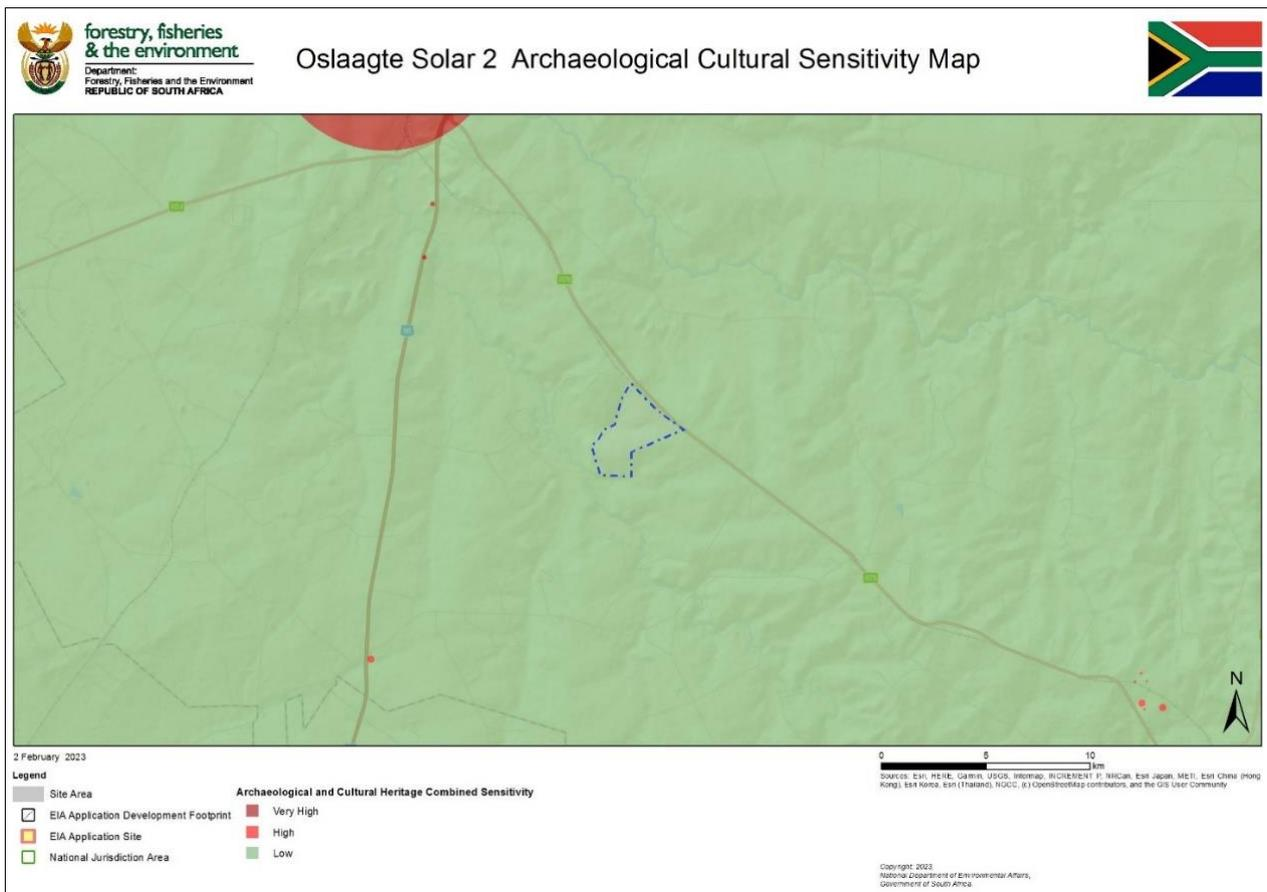 forestry, fisheries
& the environment
Department:
Forestry, Fisheries and the Environment
REPUBLIC OF SOUTH AFRICA
Oslaagte Solar 2 Archaeological Cultural Sensitivity Map
N
2 February 2023
0 5 10
km
Sources: Esri, HERE, Garmin, USGS, Intermap, INCREMENT P, NRCan, Esri Japan, METI, Esri China (Hong
Kong), Esri Korea, Esri (Thailand), NGCC, (c) OpenStreetMap contributors, and the GIS User Community
Legend
Site Area
EIA Application Development Footprint
EIA Application Site
National Jurisdiction Area
Archaeological and Cultural Heritage Combined Sensitivity
Very High
High
Low
Copyright: 2023,
National Department of Environmental Affairs,
Government of South Africa.